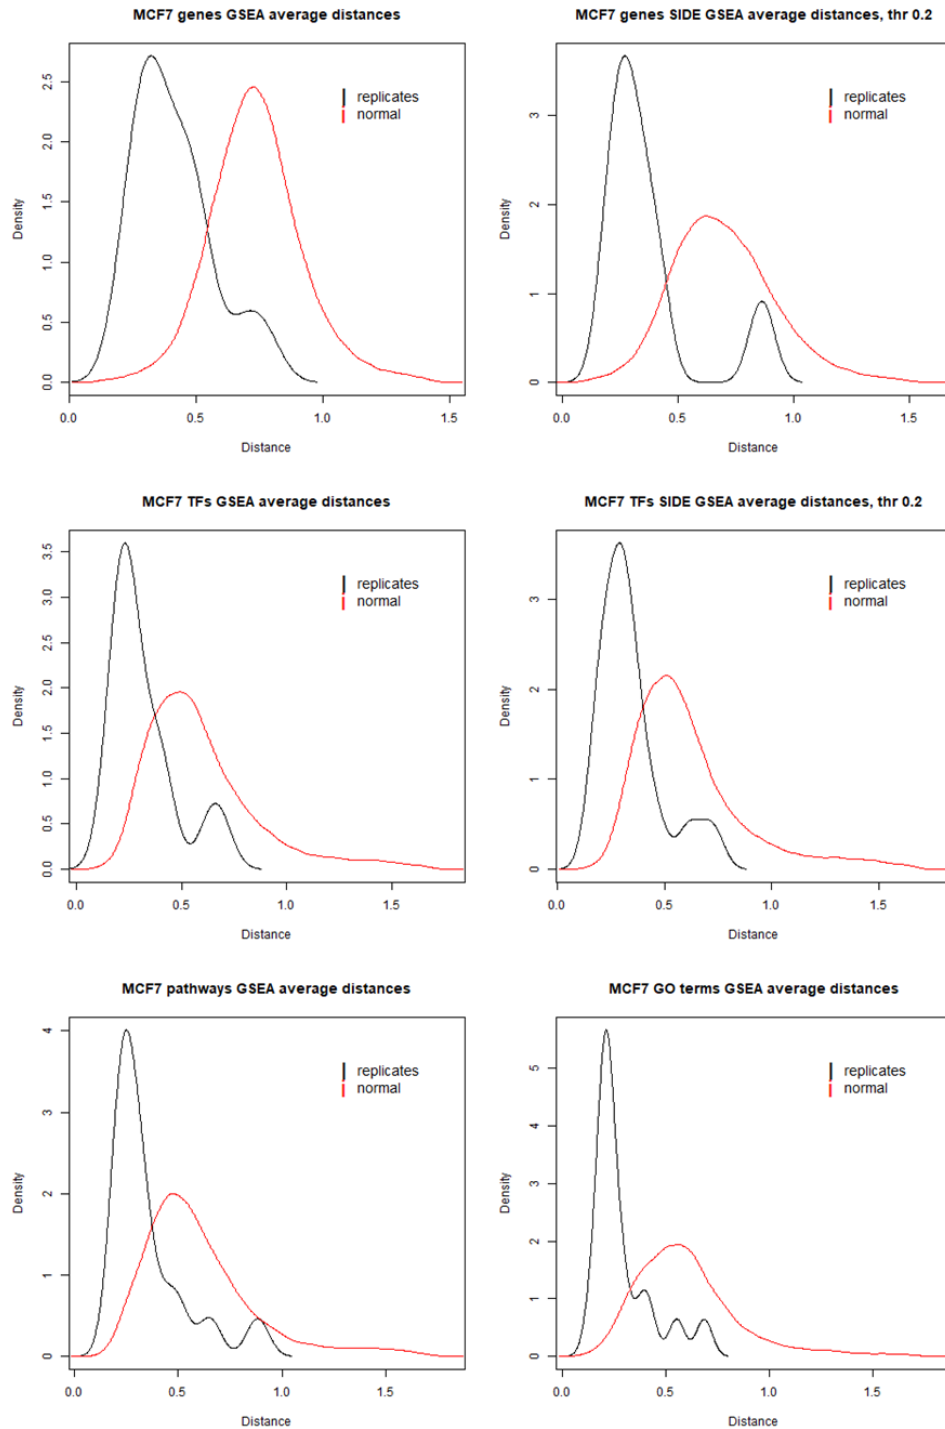 MCF7 genes GSEA average distances
Density
0.0 0.5 1.0 1.5 2.0 2.5
replicates
normal
0.0 0.5 1.0 1.5
Distance
MCF7 genes SIDE GSEA average distances, thr 0.2
Density
0 1 2 3
replicates
normal
0.0 0.5 1.0 1.5
Distance
MCF7 TFs GSEA average distances
Density
0.0 0.5 1.0 1.5 2.0 2.5 3.0 3.5
replicates
normal
0.0 0.5 1.0 1.5
Distance
MCF7 TFs SIDE GSEA average distances, thr 0.2
Density
0 1 2 3
replicates
normal
0.0 0.5 1.0 1.5
Distance
MCF7 pathways GSEA average distances
Density
0 1 2 3 4
replicates
normal
0.0 0.5 1.0 1.5
Distance
MCF7 GO terms GSEA average distances
Density
0 1 2 3 4 5
replicates
normal
0.0 0.5 1.0 1.5
Distance